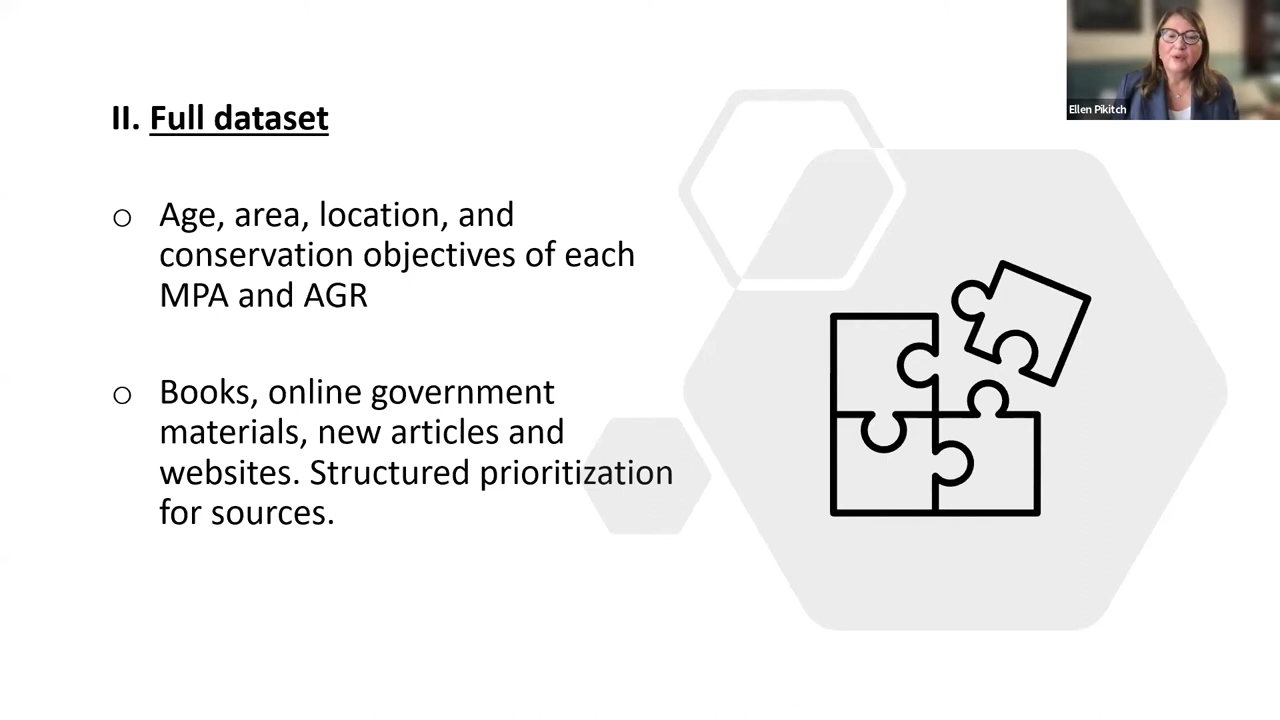 Ellen Pikitch
II. Full dataset
o Age, area, location, and
conservation objectives of each
MPA and AGR
o Books, online government
materials, new articles and
websites. Structured prioritization
for sources.